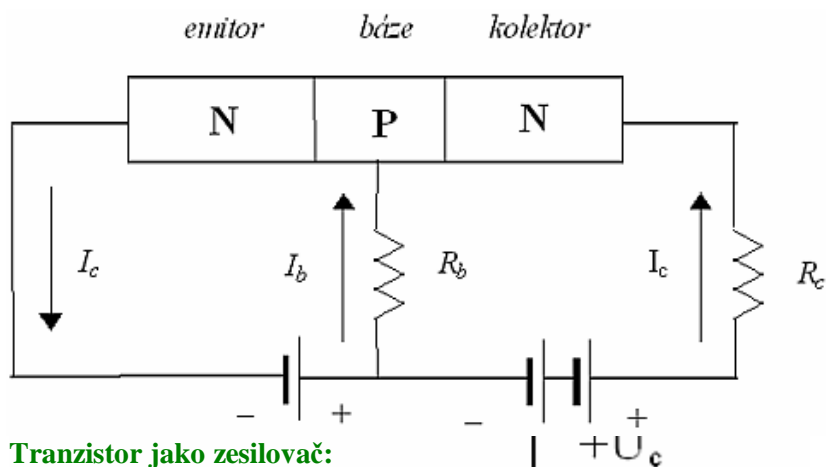 emitor báze kolektor
N P N
I_c I_b R_b I_c R_c
− + − +
+U_c
Tranzistor jako zesilovač: